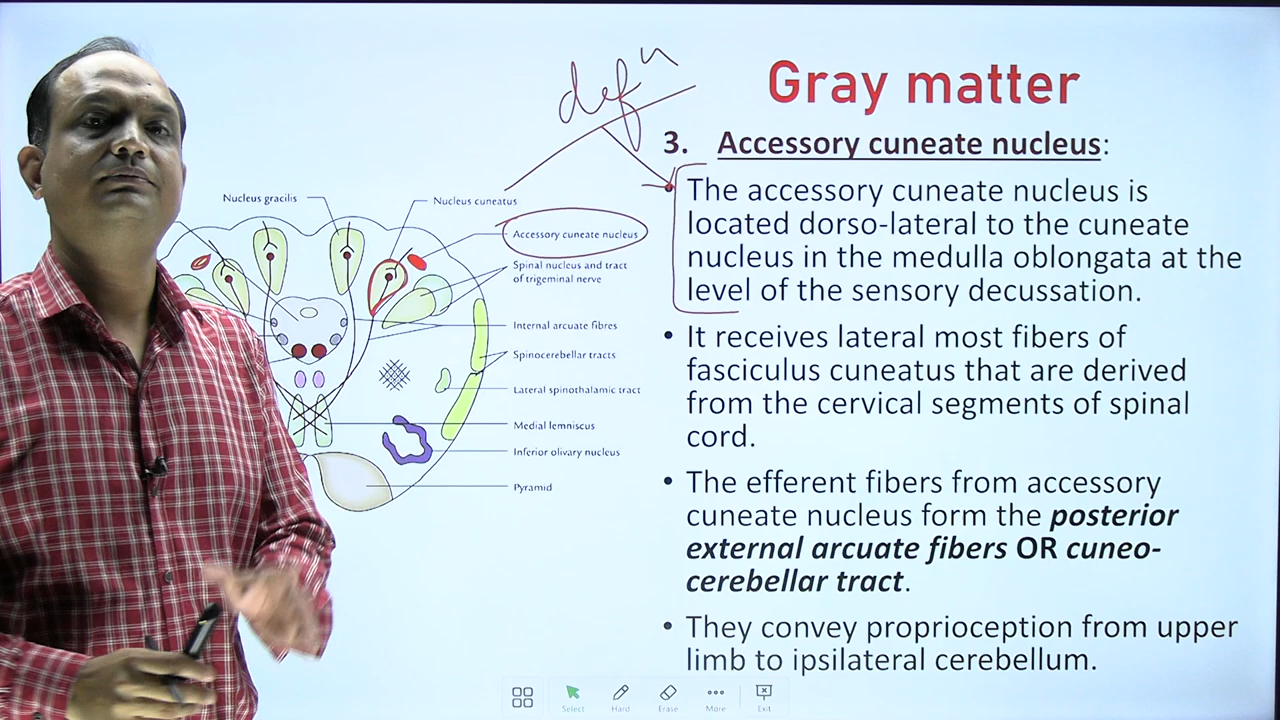 defn
Gray matter
3. Accessory cuneate nucleus:
• The accessory cuneate nucleus is
located dorso-lateral to the cuneate
nucleus in the medulla oblongata at the
level of the sensory decussation.
• It receives lateral most fibers of
fasciculus cuneatus that are derived
from the cervical segments of spinal
cord.
• The efferent fibers from accessory
cuneate nucleus form the posterior
external arcuate fibers OR cuneo-
cerebellar tract.
• They convey proprioception from upper
limb to ipsilateral cerebellum.
Nucleus gracilis
Nucleus cuneatus
Accessory cuneate nucleus
Spinal nucleus and tract
of trigeminal nerve
Internal arcuate fibres
Spinocerebellar tracts
Lateral spinothalamic tract
Medial lemniscus
Inferior olivary nucleus
Pyramid
Select
Hard
Erase
More
Exit